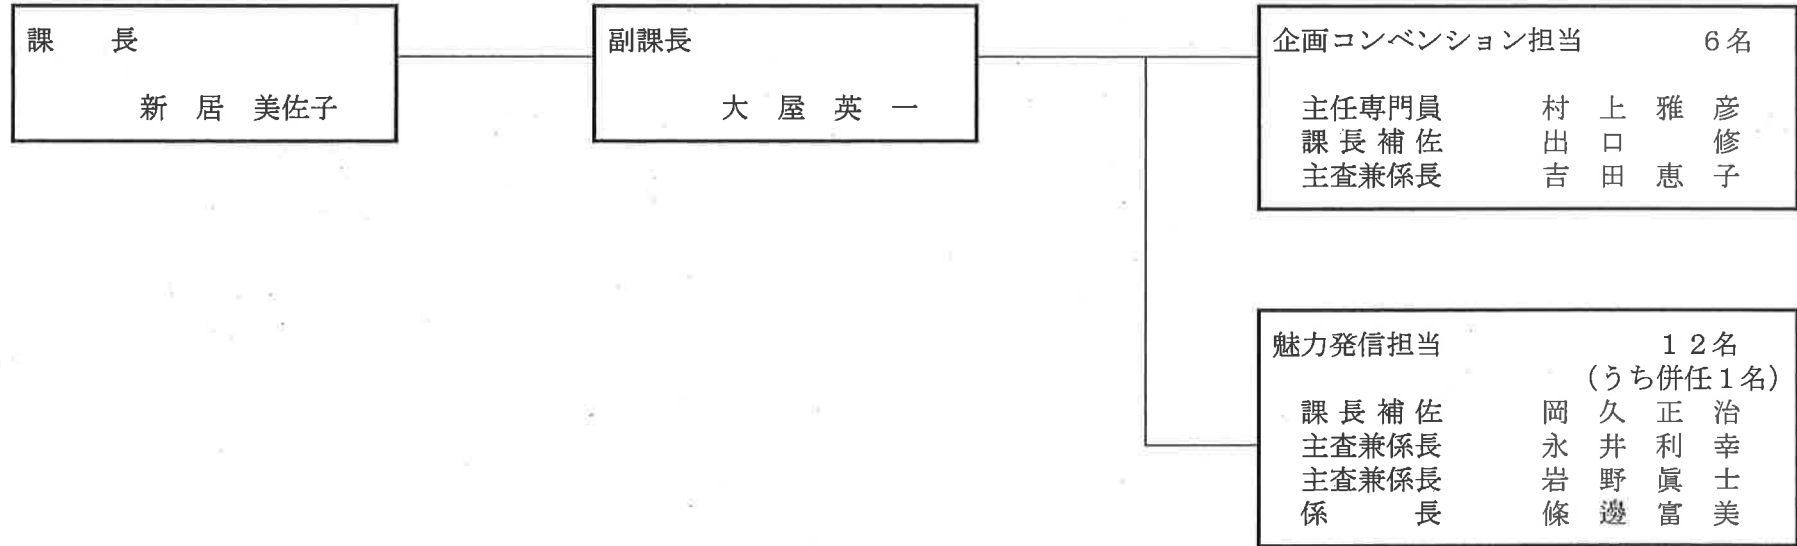 課　　長
新　居　美佐子
副課長
大　屋　英　一
企画コンベンション担当　　　　６名
主任専門員　　　村　上　雅　彦
課 長 補 佐　　　出　口　　　修
主査兼係長　　　吉　田　恵　子
魅力発信担当　　　　　　　１２名
（うち併任１名）
課 長 補 佐　　　岡　久　正　治
主査兼係長　　　永　井　利　幸
主査兼係長　　　岩　野　眞　士
係　　　長　　　條　邊　富　美